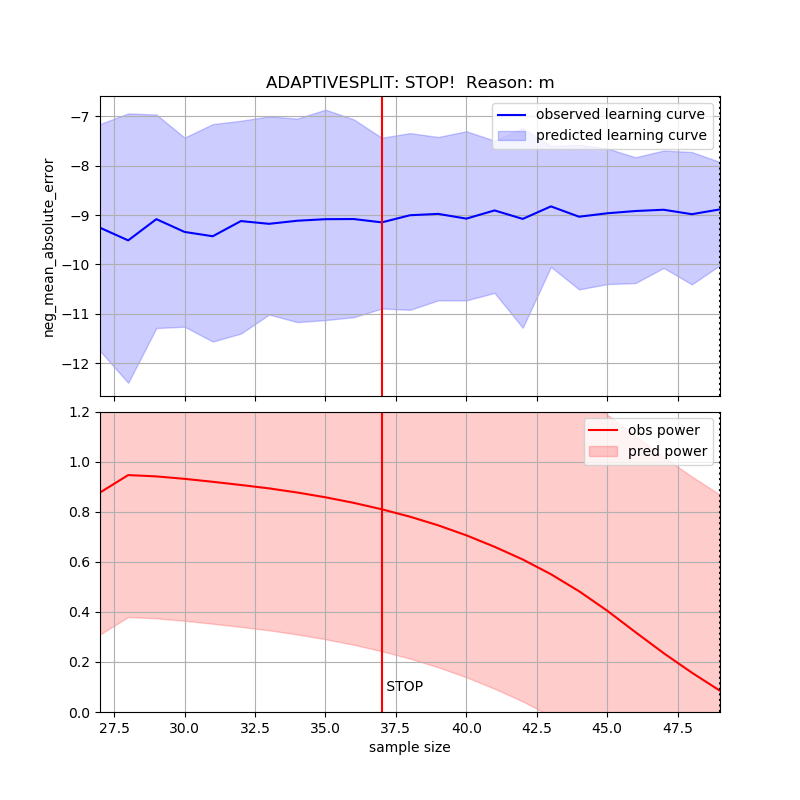 ADAPTIVESPLIT: STOP!  Reason: m
observed learning curve
predicted learning curve
neg_mean_absolute_error
−7
−8
−9
−10
−11
−12
obs power
pred power
1.2
1.0
0.8
0.6
0.4
0.2
0.0
STOP
27.5 30.0 32.5 35.0 37.5 40.0 42.5 45.0 47.5
sample size